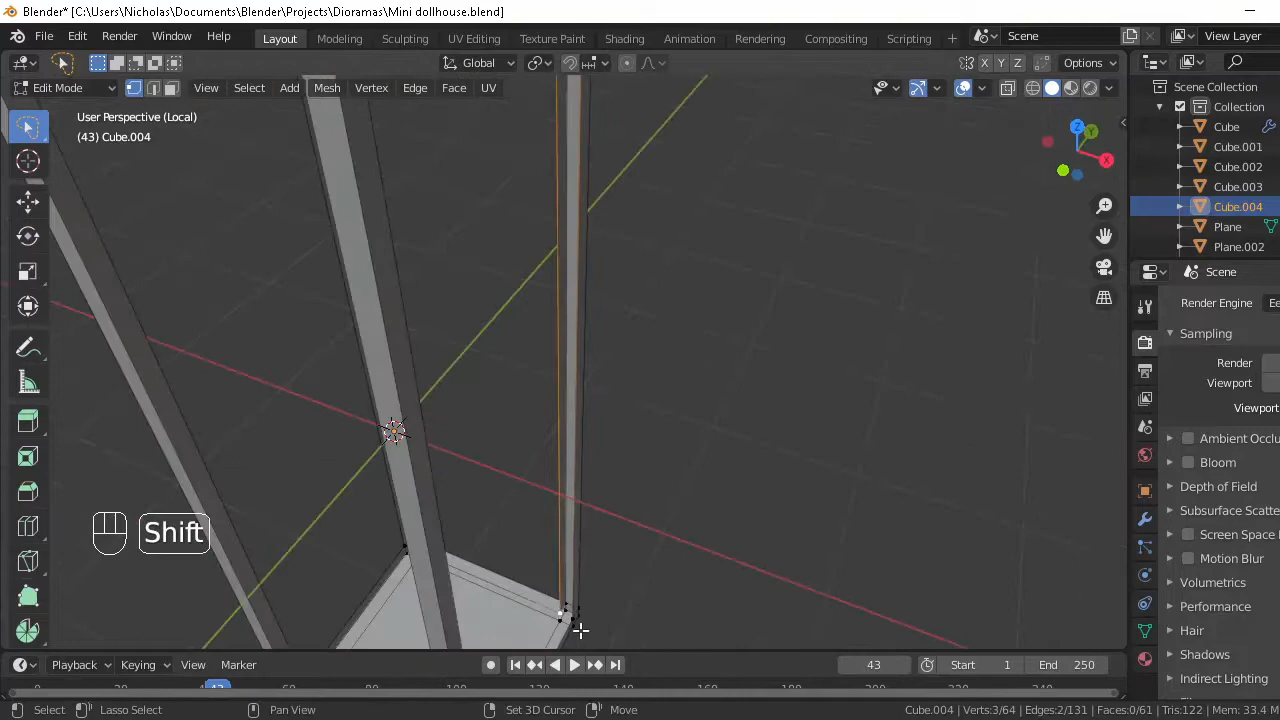 Blender* [C:\Users\Nicholas\Documents\Blender\Projects\Dioramas\Mini dollhouse.blend]
File Edit Render Window Help Layout Modeling Sculpting UV Editing Texture Paint Shading Animation Rendering Compositing Scripting Scene View Layer
Global X Y Z Options
Edit Mode View Select Add Mesh Vertex Edge Face UV
User Perspective (Local)
(43) Cube.004
Z
Y
X
Scene Collection
Collection
Cube
Cube.001
Cube.002
Cube.003
Cube.004
Plane
Plane.002
Scene
Render Engine
Sampling
Render
Viewport
Viewport
Ambient Occlu
Bloom
Depth of Field
Subsurface Scatte
Screen Space
Motion Blur
Volumetrics
Performance
Hair
Shadows
Indirect Lighting
Shift
Playback Keying View Marker 43 Start 1 End 250
43
Select Lasso Select Pan View Set 3D Cursor Move Cube.004 | Verts:3/64 | Edges:2/131 | Faces:0/61 | Tris:122 | Mem: 33.4 M